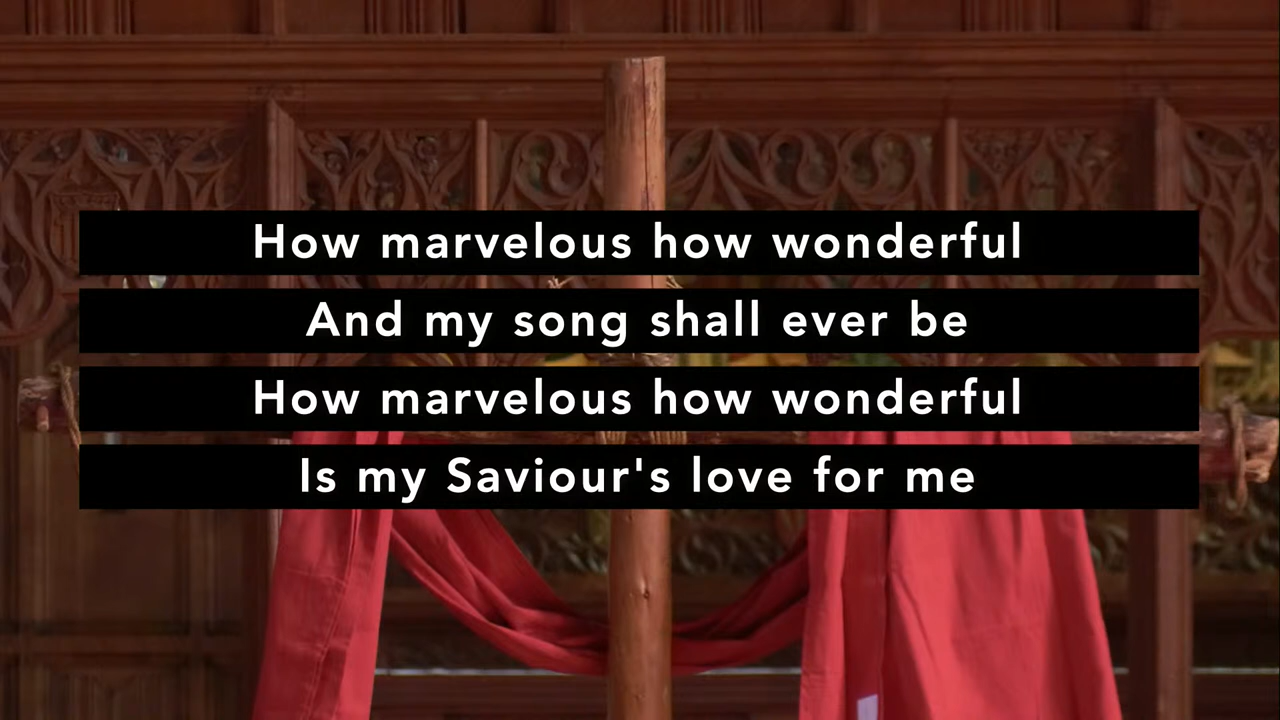 How marvelous how wonderful
And my song shall ever be
How marvelous how wonderful
Is my Saviour's love for me